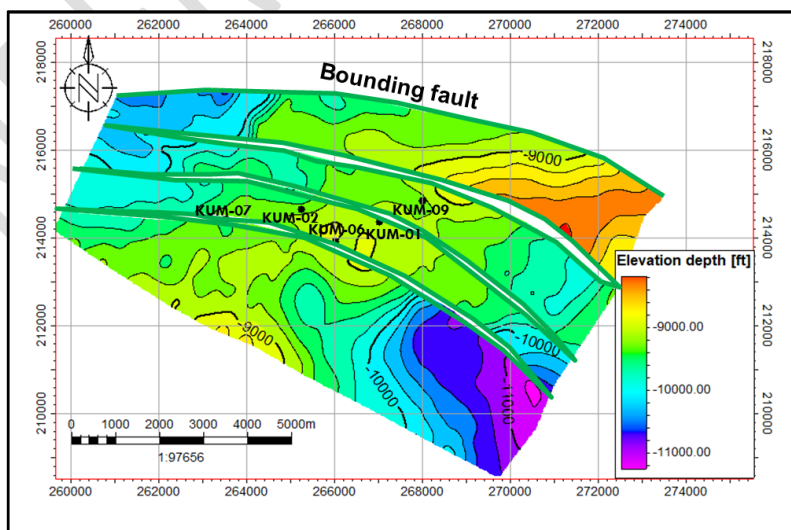 260000 262000 264000 266000 268000 270000 272000 274000
218000 218000
Bounding fault
N
216000 -9000 216000
KUM-09
KUM-07 KUM-02
214000 KUM-06 KUM-01 214000
Elevation depth [ft]
-9000.00
212000 -9000 -10000 212000
-10000 -10000.00
-11000
210000 -11000.00 210000
0 1000 2000 3000 4000 5000m
1:97656
260000 262000 264000 266000 268000 270000 272000 274000